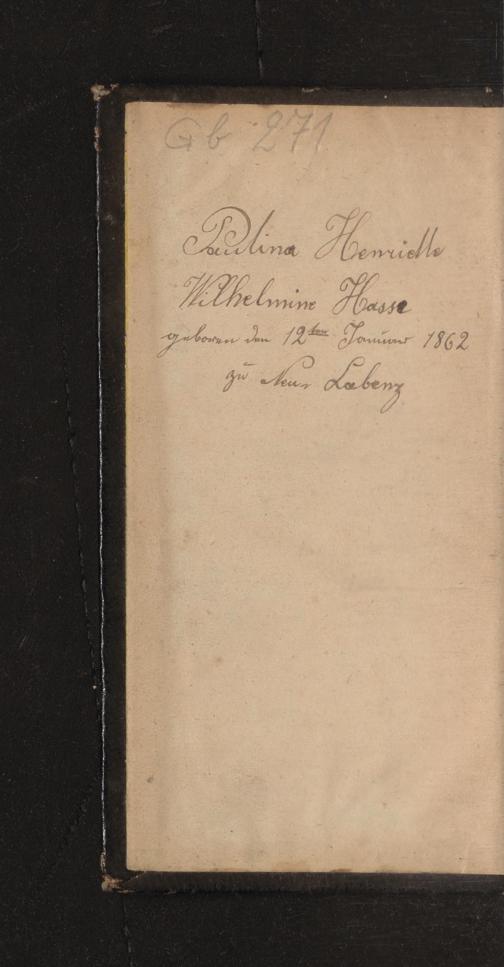 Gb 271
Paulina Henriette
Wilhelmine Hasse
geboren den 12ten Januar 1862
zu Neu-Labenz